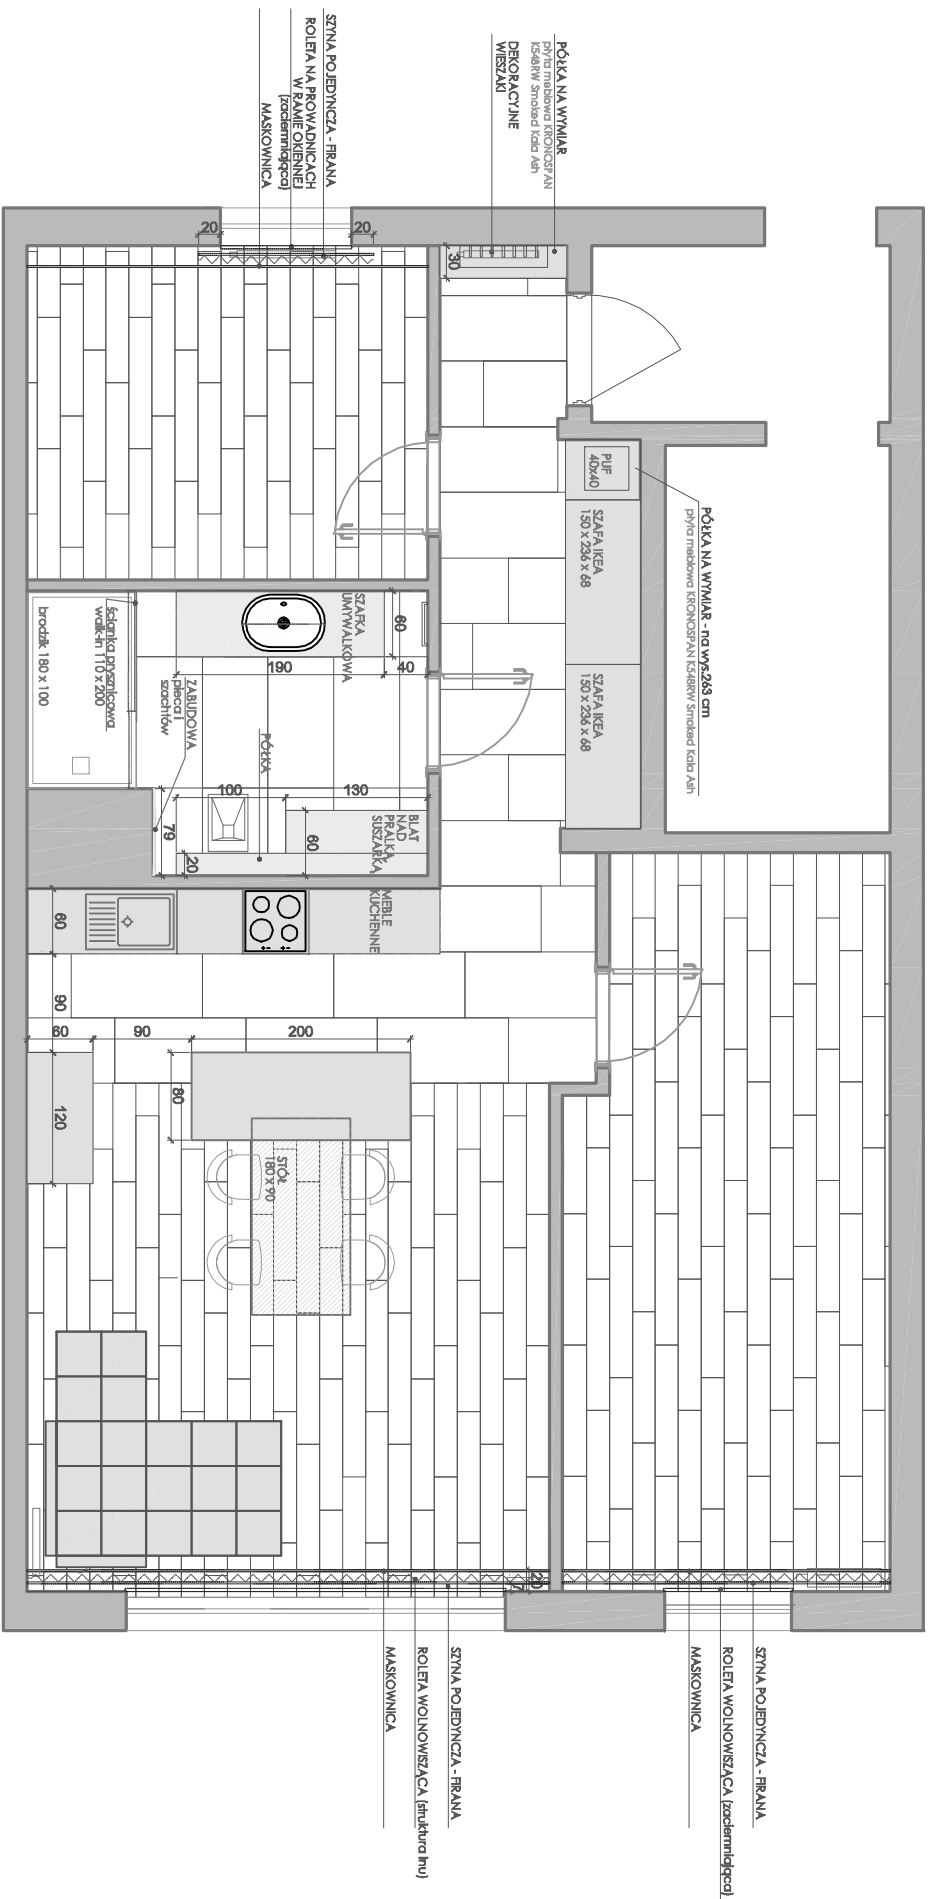 PÓŁKA NA WYMIAR
płyta meblowa KRONOSPAN
K548RW Smoked Kala Ash
DEKORACYJNE
WIESZAKI
SZYNA POJEDYNCZA - FIRANA
ROLETA NA PROWADNICACH
W RAMIE OKIENNEJ
(zaciemniająca)
MASKOWNICA
20
20
30
PUF
40x40
SZAFA IKEA
150 x 236 x 68
SZAFA IKEA
150 x 236 x 68
PÓŁKA NA WYMIAR - na wys.263 cm
płyta meblowa KRONOSPAN K548RW Smoked Kala Ash
SZAFKA
UMYWALKOWA
60
40
190
ścianka prysznicowa
walk-in 110 x 200
brodzik 180 x 100
ZABUDOWA
pieca i
szachtów
PÓŁKA
100
130
79
20
60
BLAT
NAD
PRALKĄ,
SUSZARKĄ
MEBLE
KUCHENNE
60
90
60
90
200
120
80
STÓŁ
180 x 90
20
7
SZYNA POJEDYNCZA - FIRANA
ROLETA WOLNOWISZĄCA (zaciemniająca)
MASKOWNICA
SZYNA POJEDYNCZA - FIRANA
ROLETA WOLNOWISZĄCA (struktura lnu)
MASKOWNICA